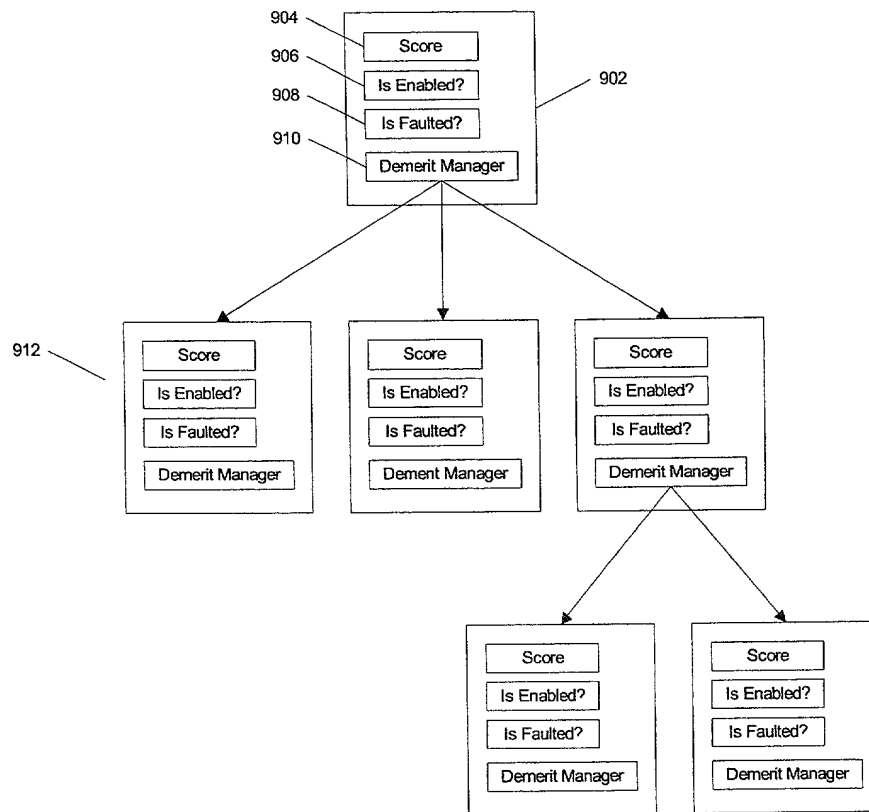 904
Score
906
Is Enabled?
902
908
Is Faulted?
910
Demerit Manager
912
Score
Is Enabled?
Is Faulted?
Demerit Manager
Score
Is Enabled?
Is Faulted?
Dement Manager
Score
Is Enabled?
Is Faulted?
Demerit Manager
Score
Is Enabled?
Is Faulted?
Demerit Manager
Score
Is Enabled?
Is Faulted?
Demerit Manager